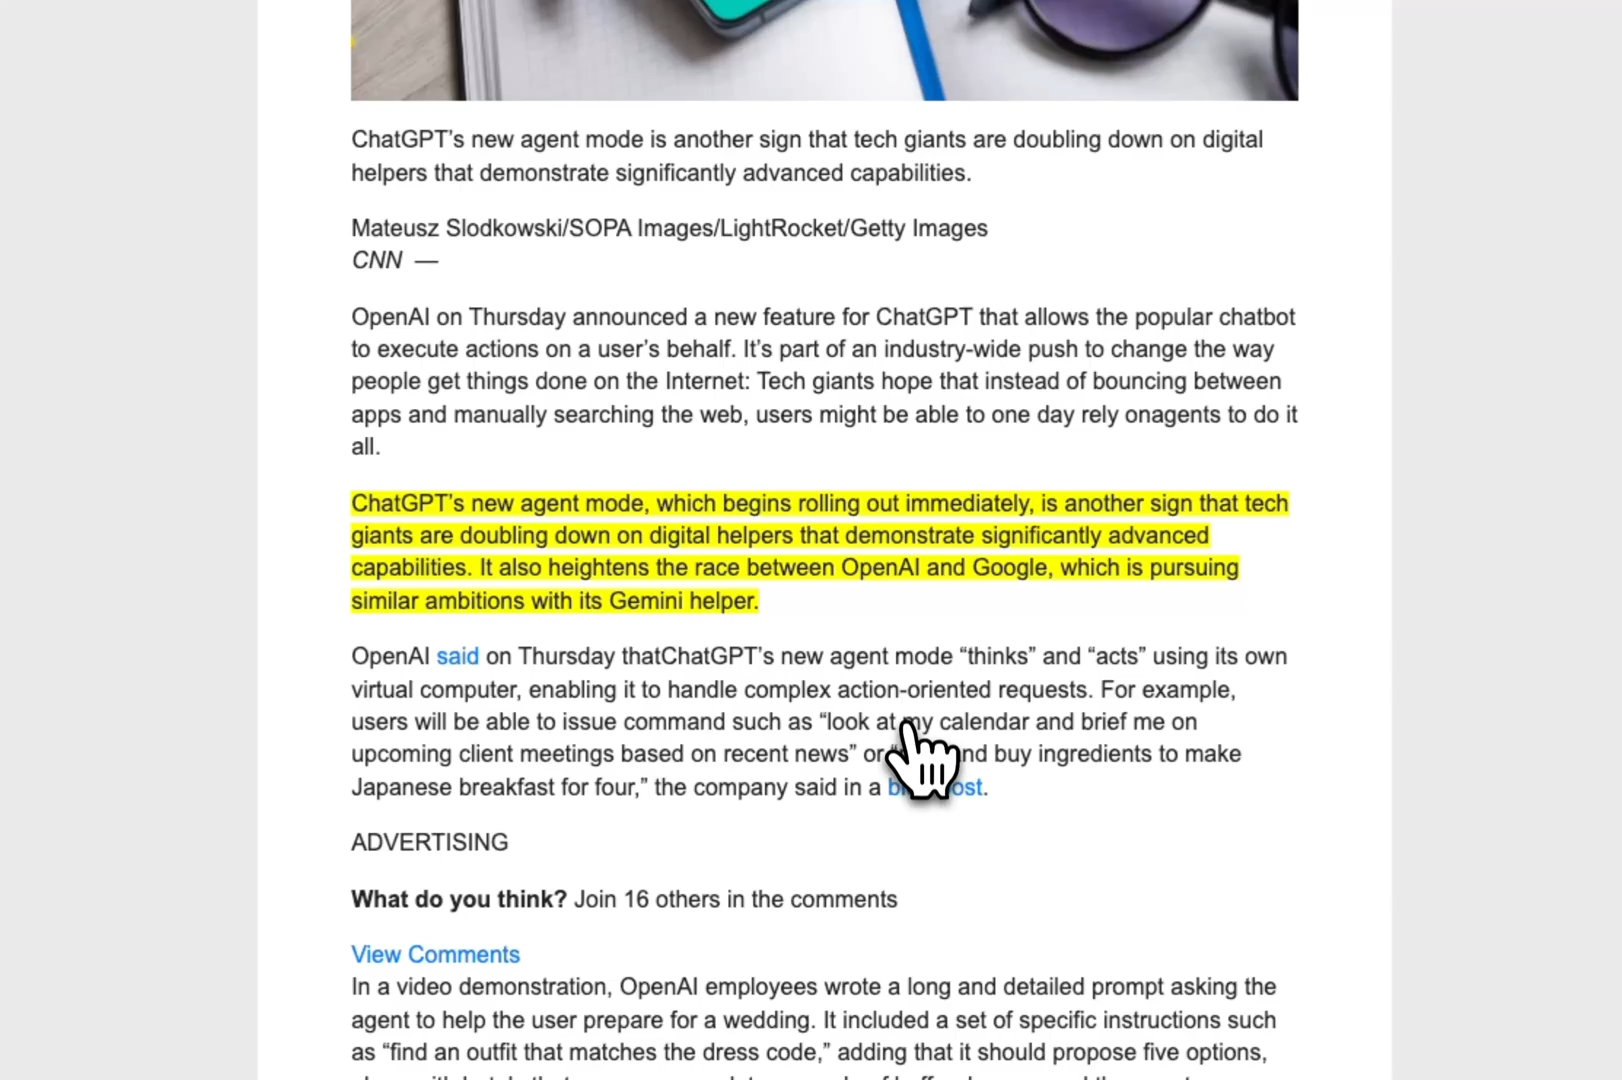 ChatGPT’s new agent mode is another sign that tech giants are doubling down on digital
helpers that demonstrate significantly advanced capabilities.
Mateusz Slodkowski/SOPA Images/LightRocket/Getty Images
CNN —
OpenAI on Thursday announced a new feature for ChatGPT that allows the popular chatbot
to execute actions on a user’s behalf. It’s part of an industry-wide push to change the way
people get things done on the Internet: Tech giants hope that instead of bouncing between
apps and manually searching the web, users might be able to one day rely onagents to do it
all.
ChatGPT’s new agent mode, which begins rolling out immediately, is another sign that tech
giants are doubling down on digital helpers that demonstrate significantly advanced
capabilities. It also heightens the race between OpenAI and Google, which is pursuing
similar ambitions with its Gemini helper.
OpenAI said on Thursday thatChatGPT’s new agent mode “thinks” and “acts” using its own
virtual computer, enabling it to handle complex action-oriented requests. For example,
users will be able to issue command such as “look at my calendar and brief me on
upcoming client meetings based on recent news” or buy ingredients to make
Japanese breakfast for four,” the company said in a
ADVERTISING
What do you think? Join 16 others in the comments
View Comments
In a video demonstration, OpenAI employees wrote a long and detailed prompt asking the
agent to help the user prepare for a wedding. It included a set of specific instructions such
as “find an outfit that matches the dress code,” adding that it should propose five options,